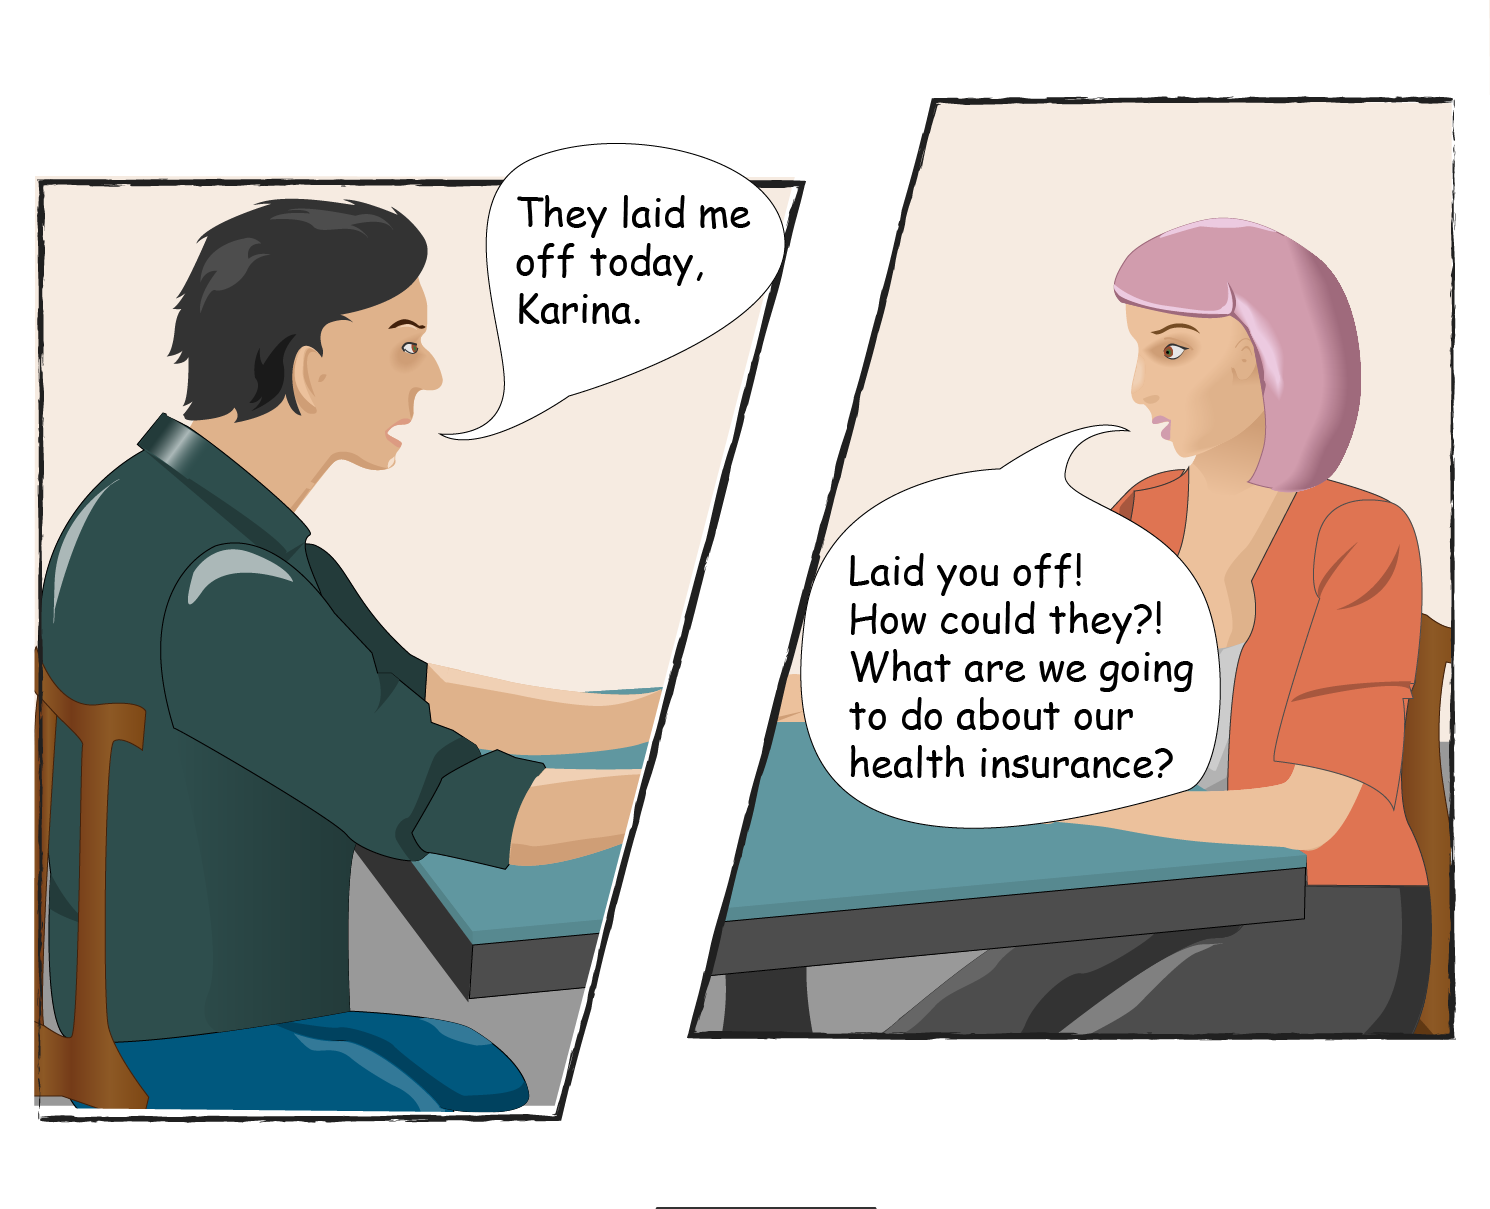 They laid me
off today,
Karina.
Laid you off!
How could they?!
What are we going
to do about our
health insurance?